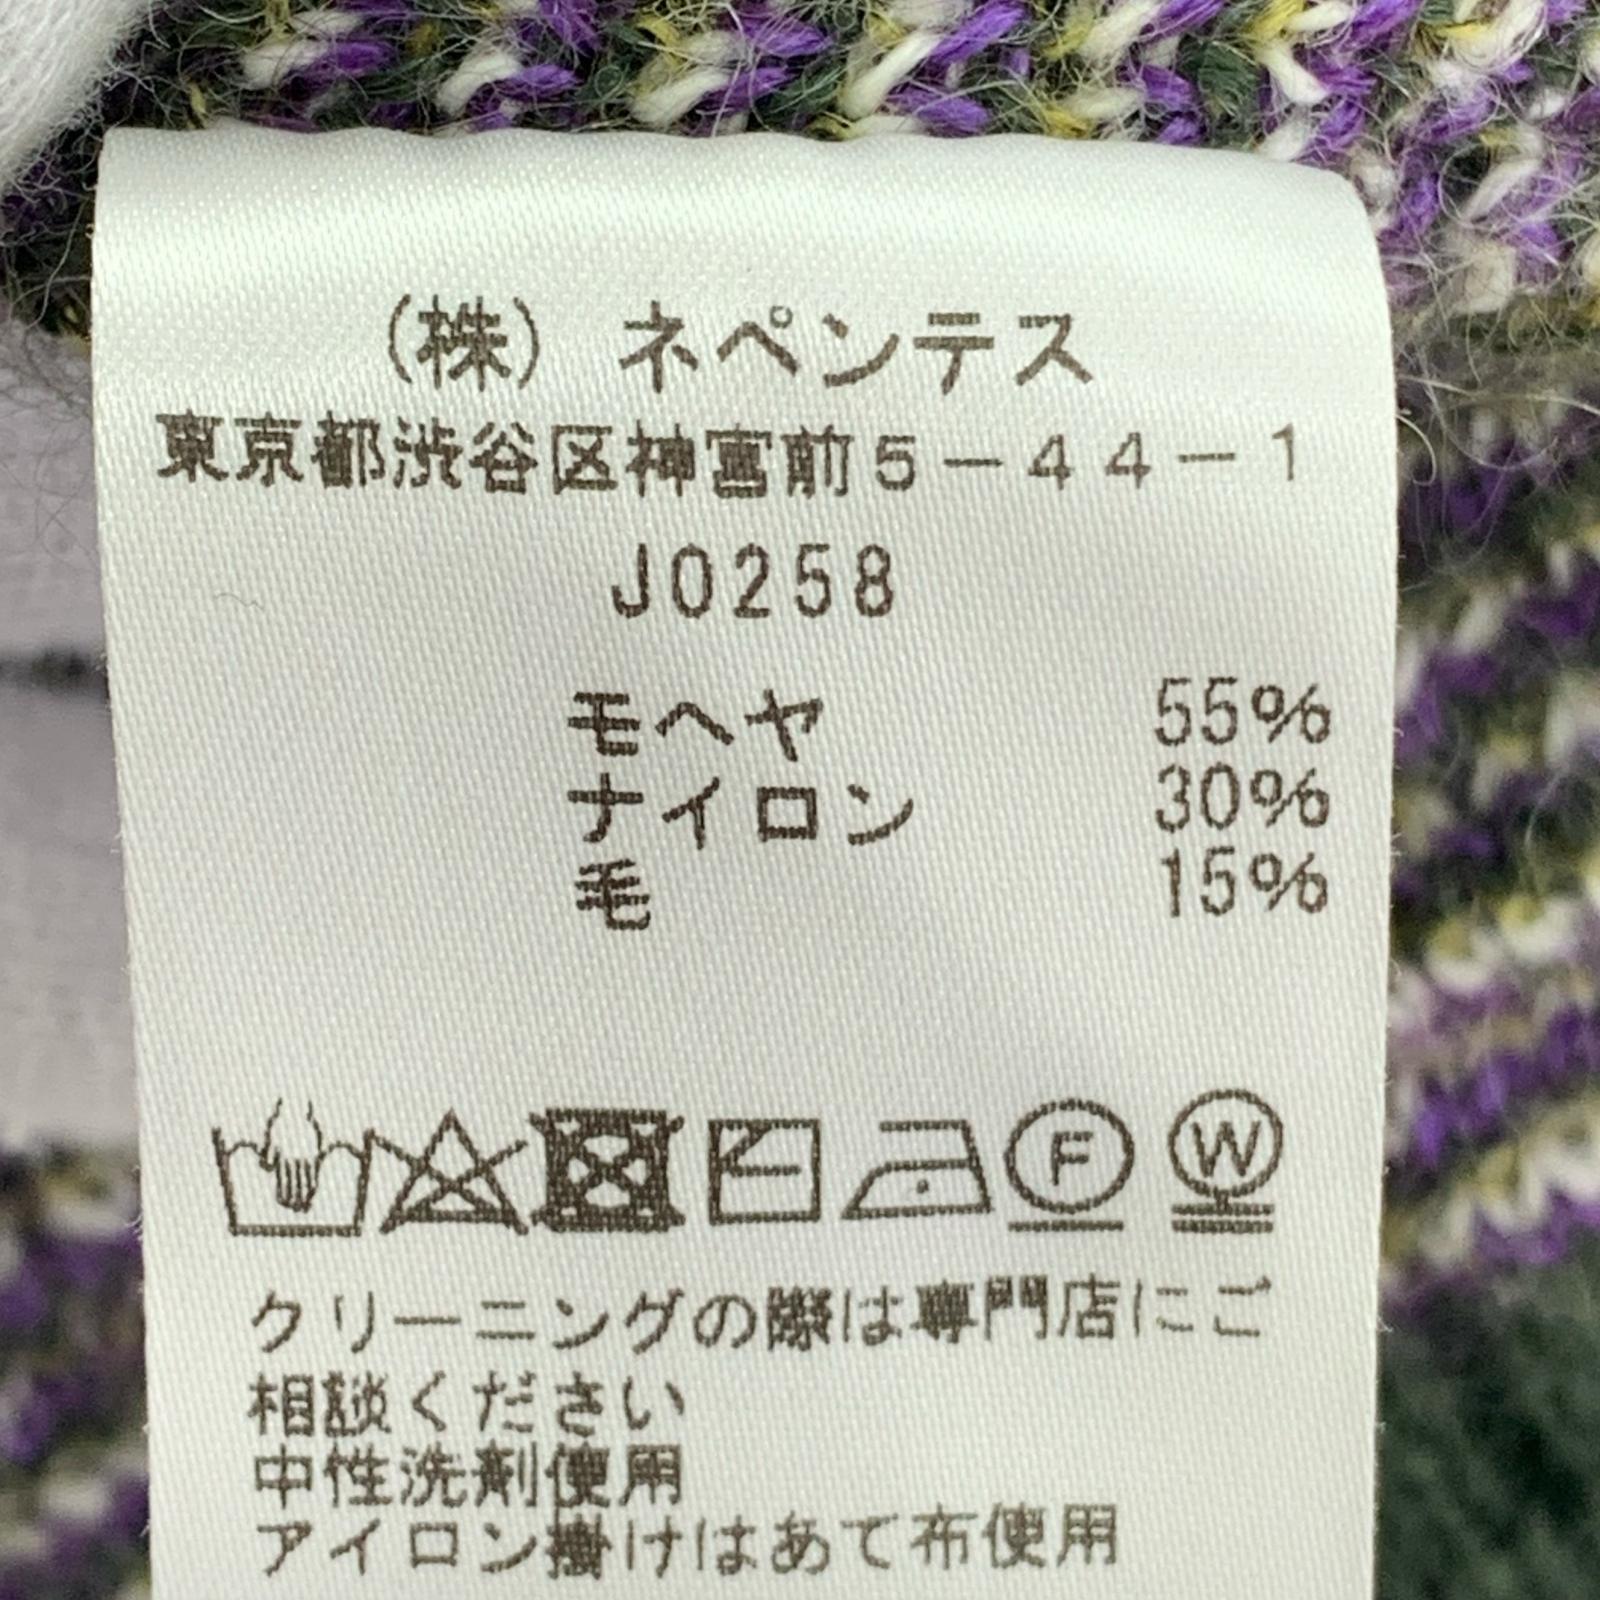 (株) ネペンテス
東京都渋谷区神宮前5-44-1
J0258
モヘヤ 55%
ナイロン 30%
毛 15%
F W
クリーニングの際は専門店にご
相談ください
中性洗剤使用
アイロン掛けはあて布使用